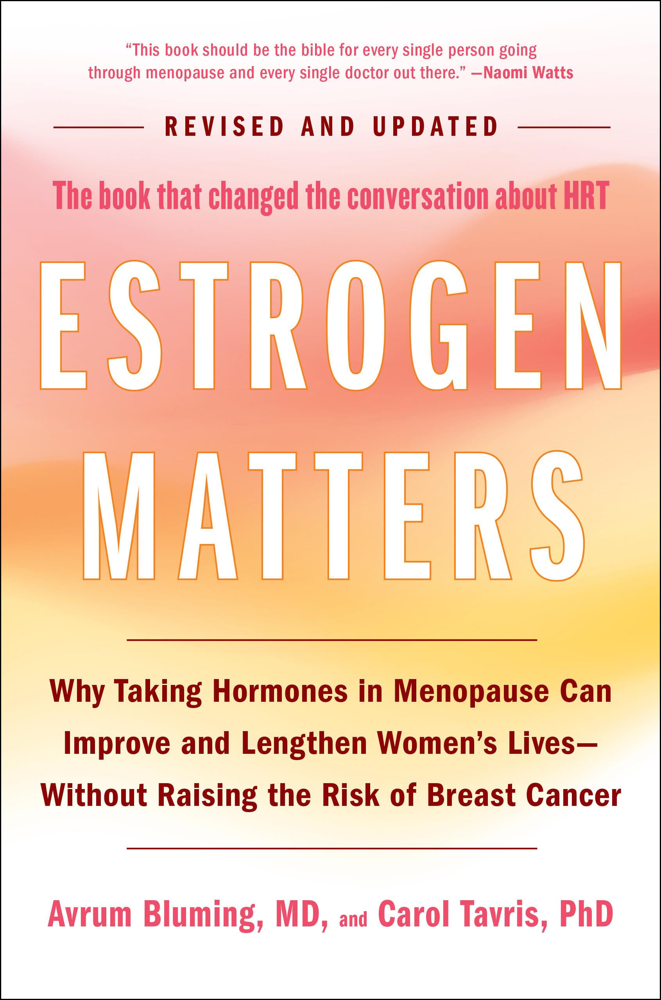 “This book should be the bible for every single person going
through menopause and every single doctor out there.” —Naomi Watts
REVISED AND UPDATED
The book that changed the conversation about HRT
ESTROGEN
MATTERS
Why Taking Hormones in Menopause Can
Improve and Lengthen Women’s Lives—
Without Raising the Risk of Breast Cancer
Avrum Bluming, MD, and Carol Tavris, PhD